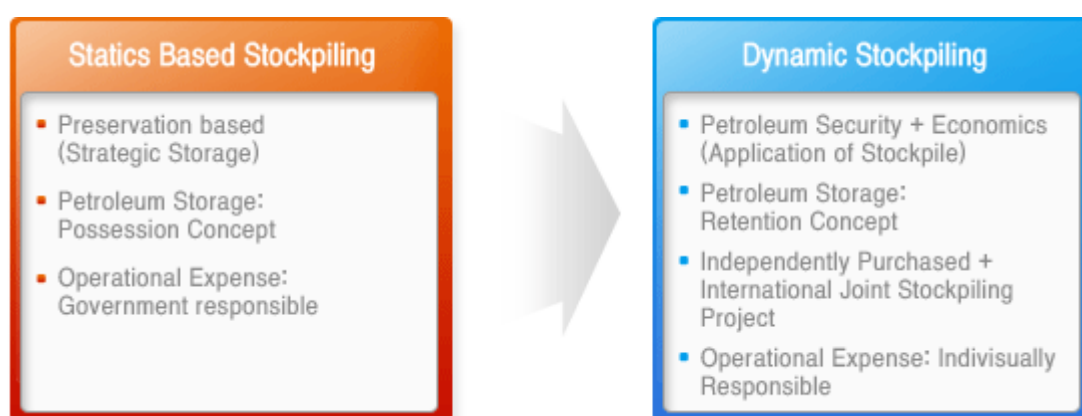 Statics Based Stockpiling
Preservation based
(Strategic Storage)
Petroleum Storage:
Possession Concept
Operational Expense:
Government responsible
Dynamic Stockpiling
Petroleum Security + Economics
(Application of Stockpile)
Petroleum Storage:
Retention Concept
Independently Purchased +
International Joint Stockpiling
Project
Operational Expense: Indivisually
Responsible